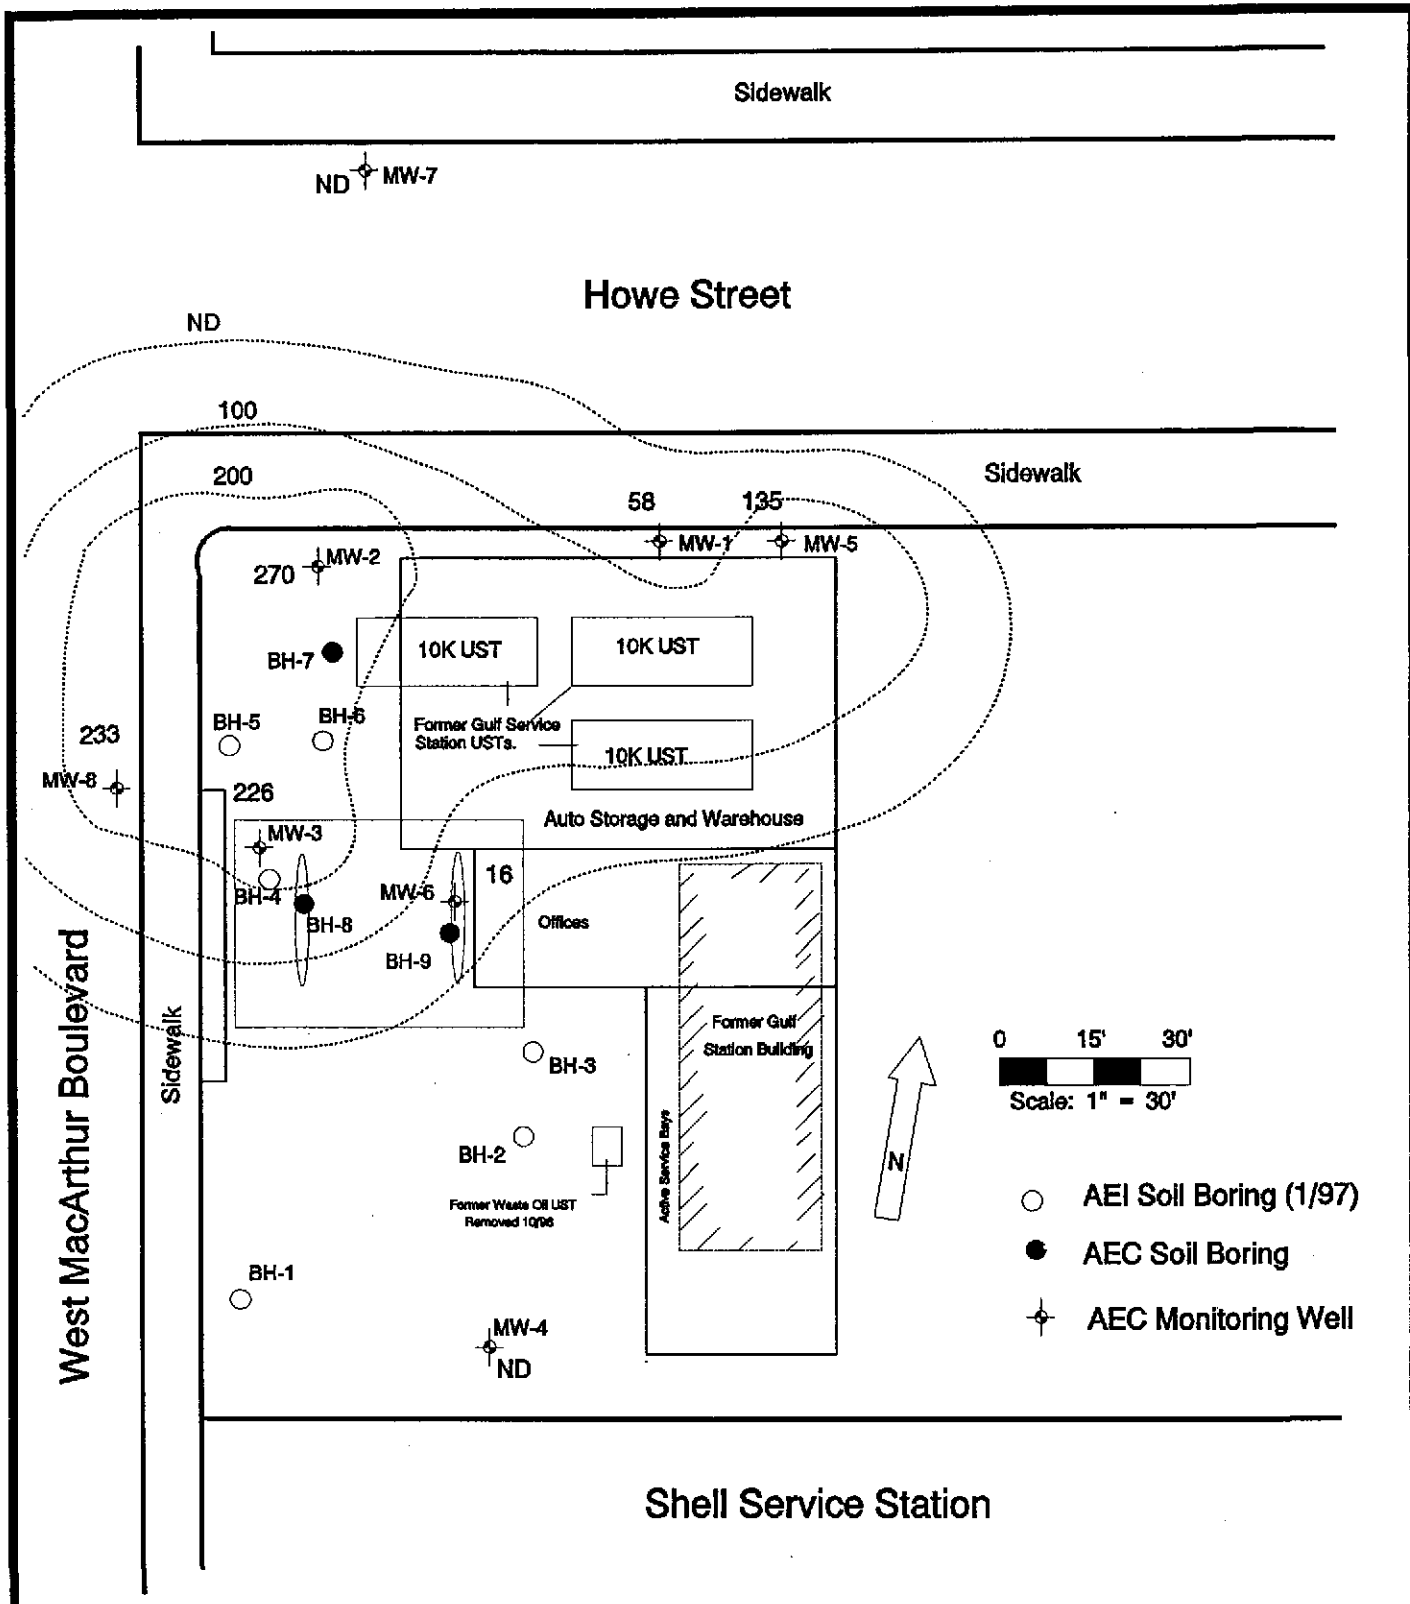 Sidewalk
ND MW-7
Howe Street
ND
100
200
Sidewalk
58 135
MW-1 MW-5
MW-2
270
10K UST 10K UST
BH-7
BH-5 BH-6
Former Gulf Service
Station USTs.
233
10K UST
MW-8
226
Auto Storage and Warehouse
MW-3
16
MW-6
BH-4
BH-8
Offices
BH-9
West MacArthur Boulevard
Sidewalk
Former Gulf
Station Building
0 15' 30'
Scale: 1" = 30'
BH-3
BH-2
Active Service Bays
N
Former Waste Oil UST
Removed 10/96
AEI Soil Boring (1/97)
AEC Soil Boring
AEC Monitoring Well
BH-1
MW-4
ND
Shell Service Station